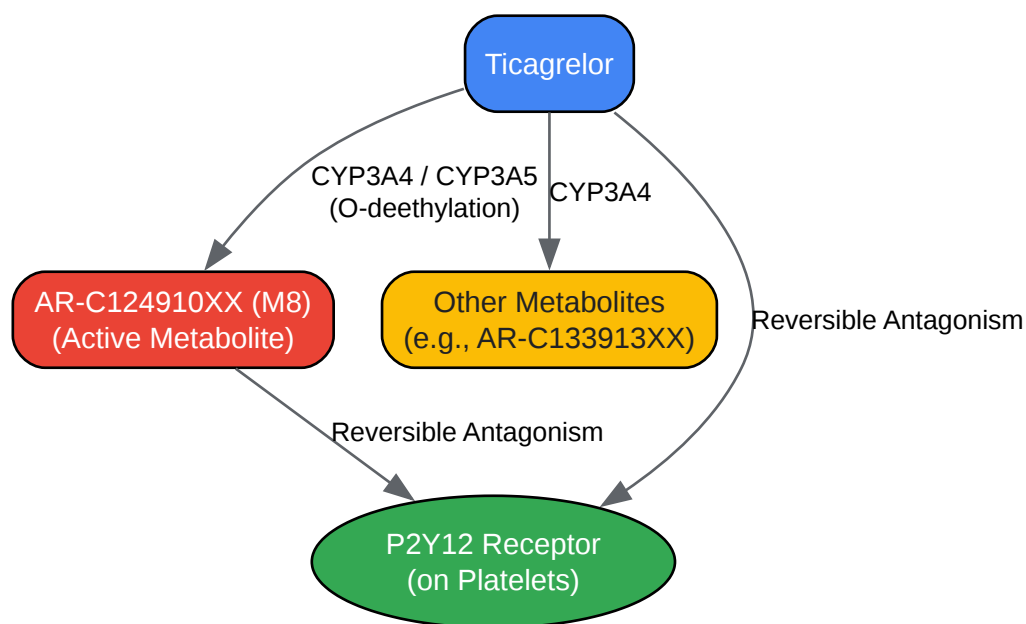 Ticagrelor
CYP3A4 / CYP3A5
(O-deethylation)
CYP3A4
AR-C124910XX (M8)
(Active Metabolite)
Other Metabolites
(e.g., AR-C133913XX)
Reversible Antagonism
Reversible Antagonism
P2Y12 Receptor
(on Platelets)